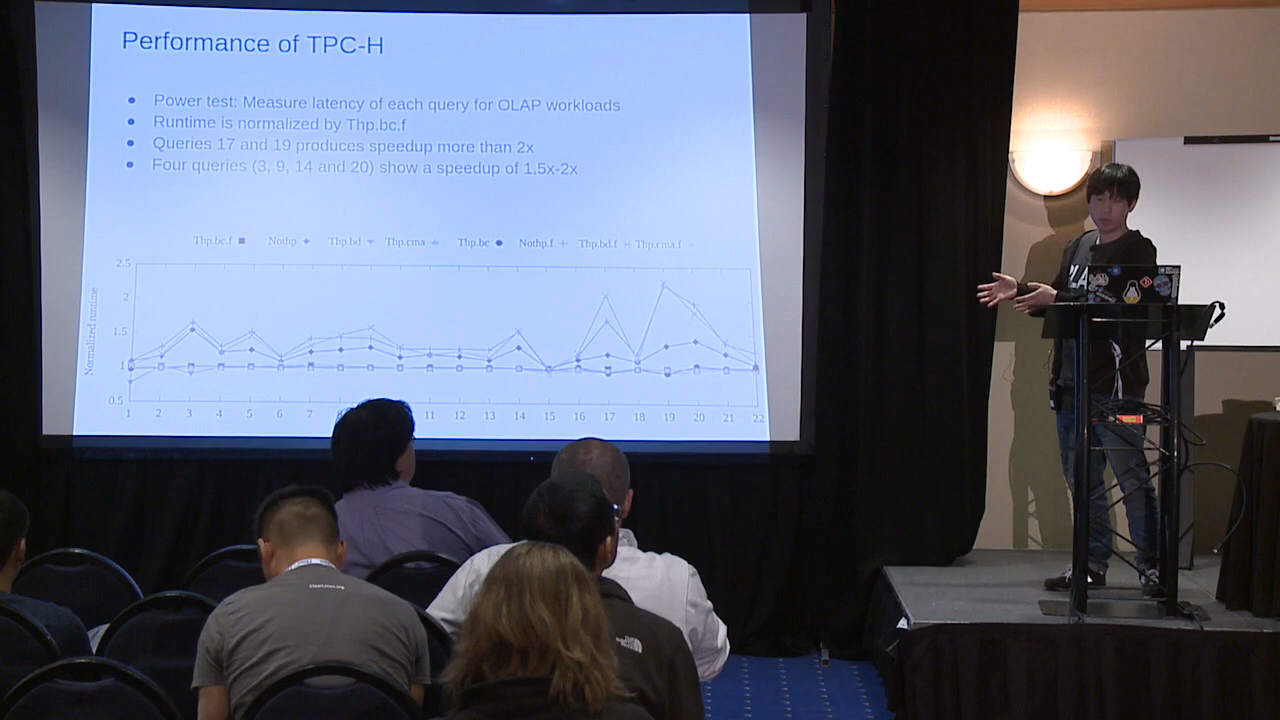 Performance of TPC-H
Power test: Measure latency of each query for OLAP workloads
Runtime is normalized by Thp.bc.f
Queries 17 and 19 produces speedup more than 2x
Four queries (3, 9, 14 and 20) show a speedup of 1.5x-2x
Thp.bc.f Nothp Thp.bd Thp.cma Thp.bc Nothp.f Thp.bd.f Thp.cma.f
2.5
2
1.5
1
0.5
Normalized runtime
1 2 3 4 5 6 7 11 12 13 14 15 16 17 18 19 20 21 22
THE NORTH FACE